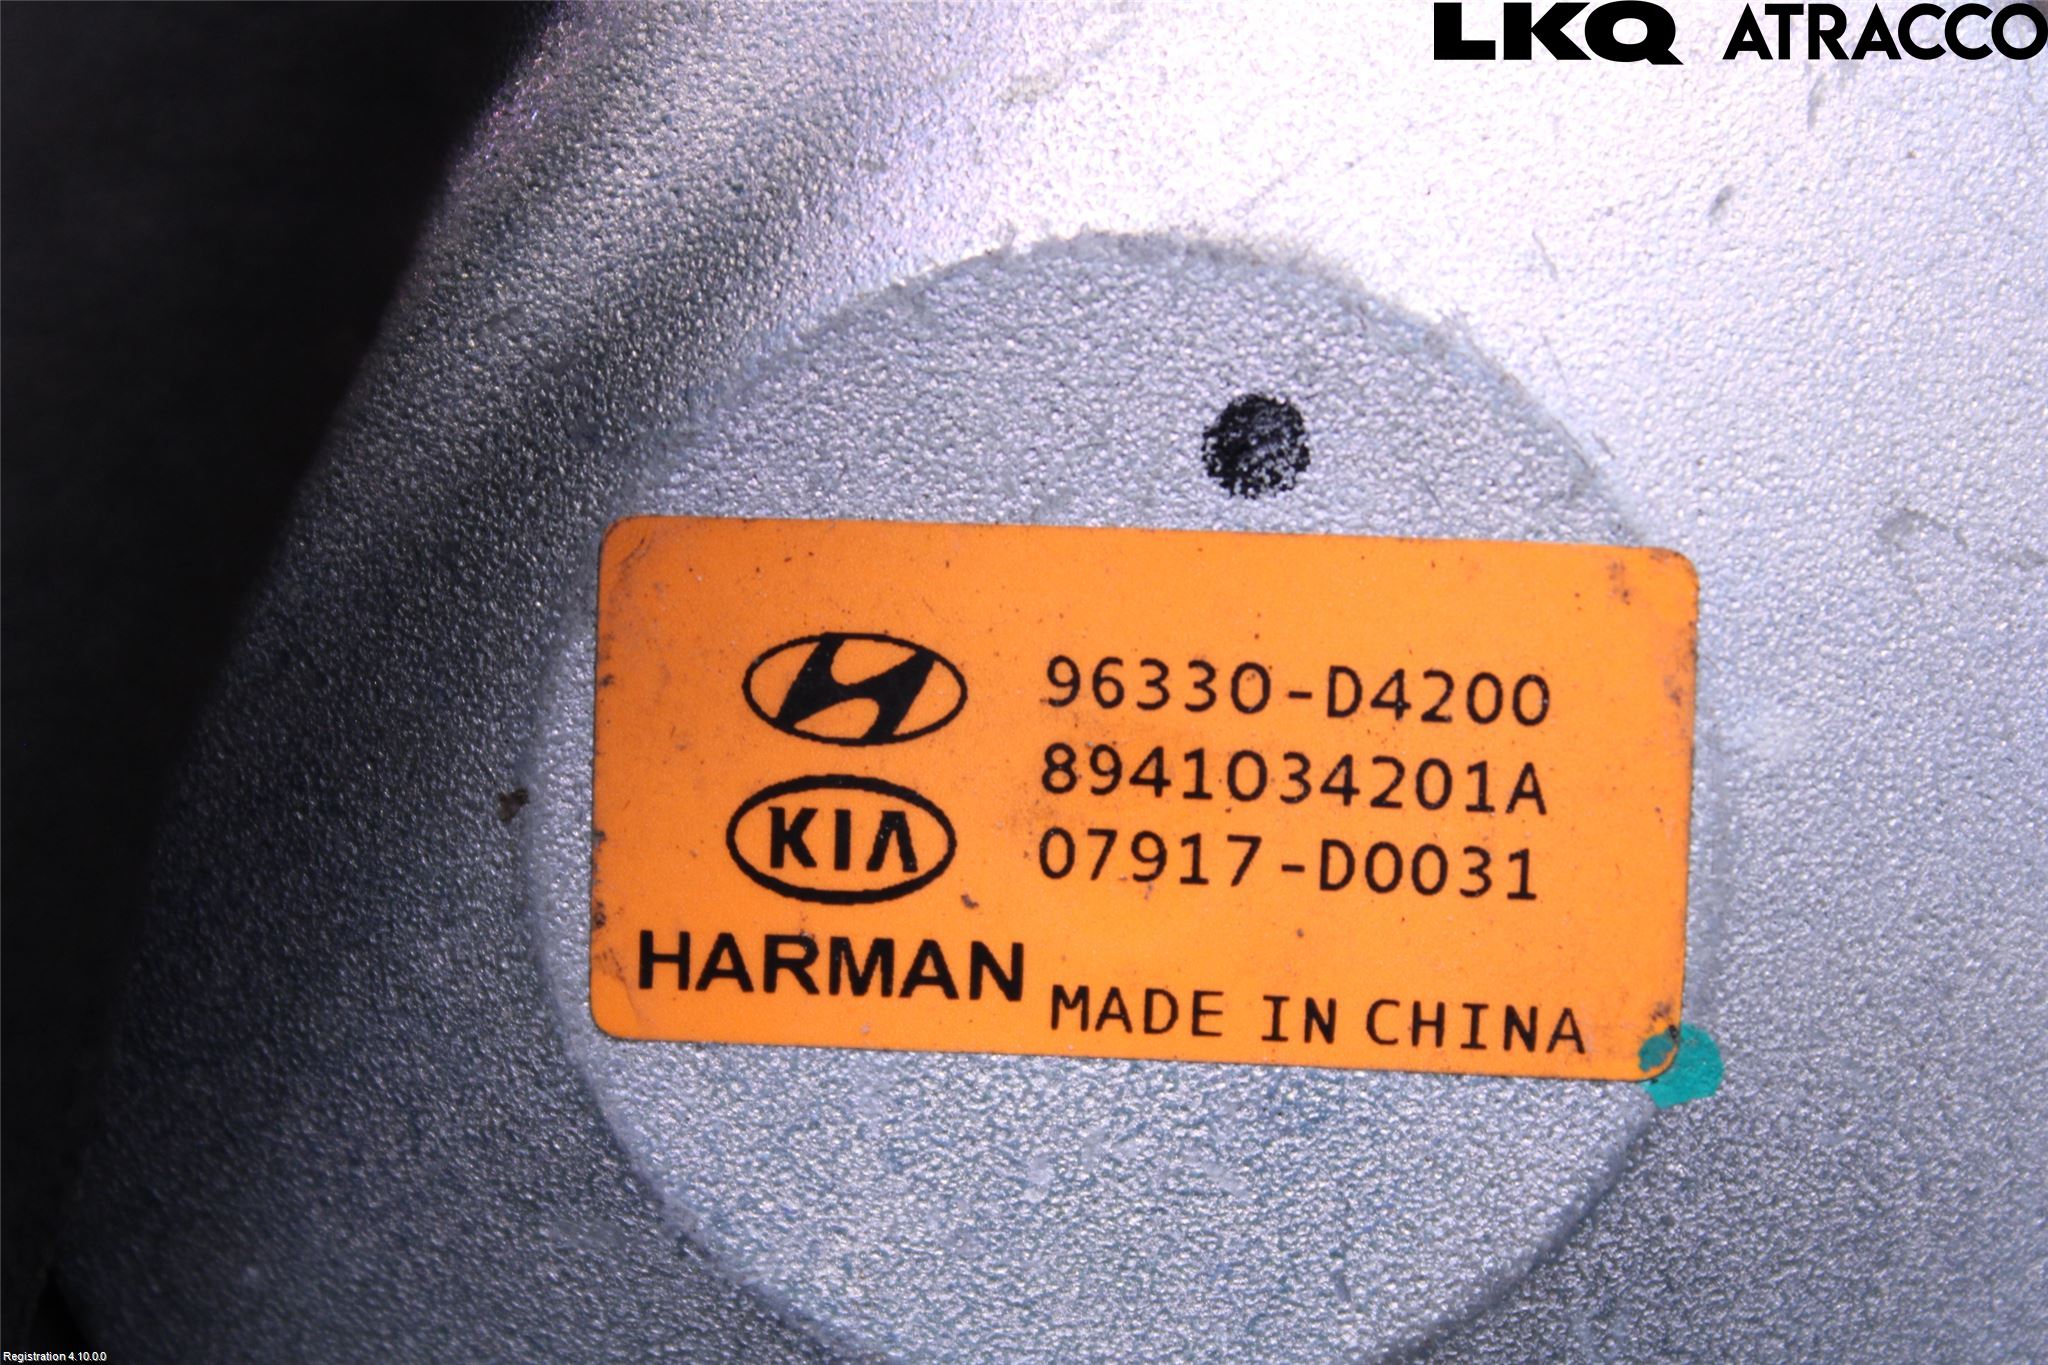 LKQ ATRACCO
96330-D4200
8941034201A
KIA
07917-D0031
HARMAN
MADE IN CHINA
Registration 4.10.0.0